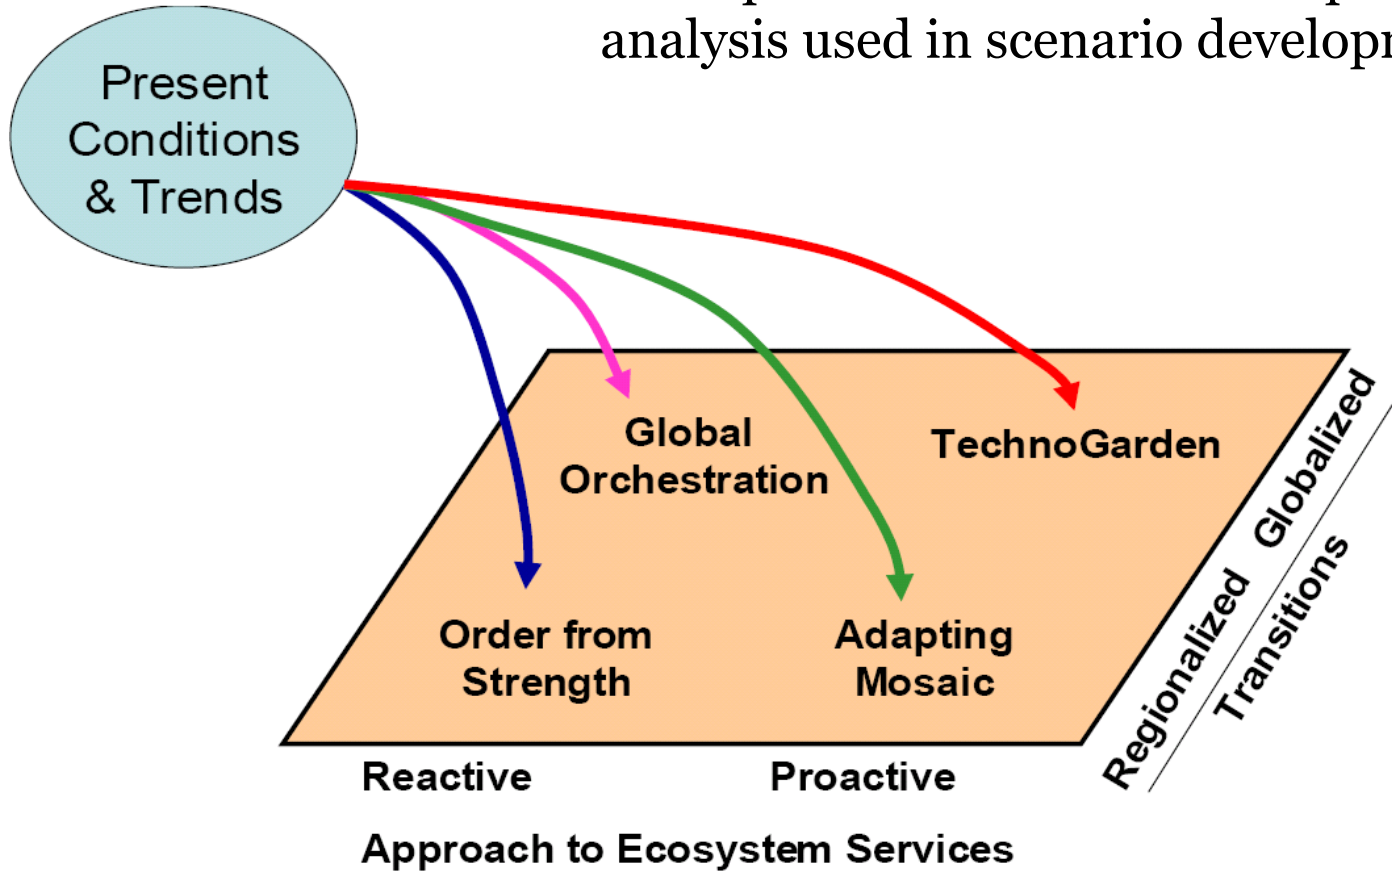 analysis used in scenario
Present
Conditions
& Trends
Global
Orchestration
TechnoGarden
Order from
Strength
Adapting
Mosaic
Regionalized Globalized
Transitions
Reactive Proactive
Approach to Ecosystem Services